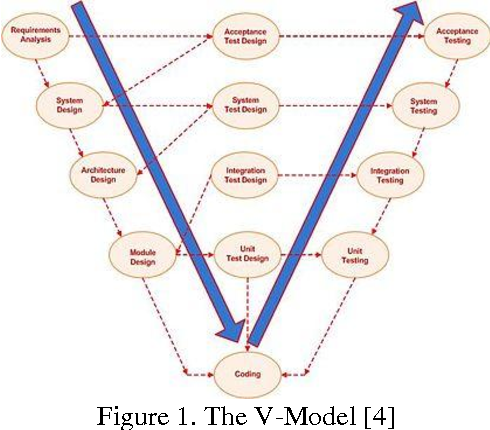 Requirements
Analysis
Acceptance
Test Design
Acceptance
Testing
System
Design
System
Test Design
System
Testing
Architecture
Design
Integration
Test Design
Integration
Testing
Module
Design
Unit
Test Design
Unit
Testing
Coding
Figure 1. The V-Model [4]